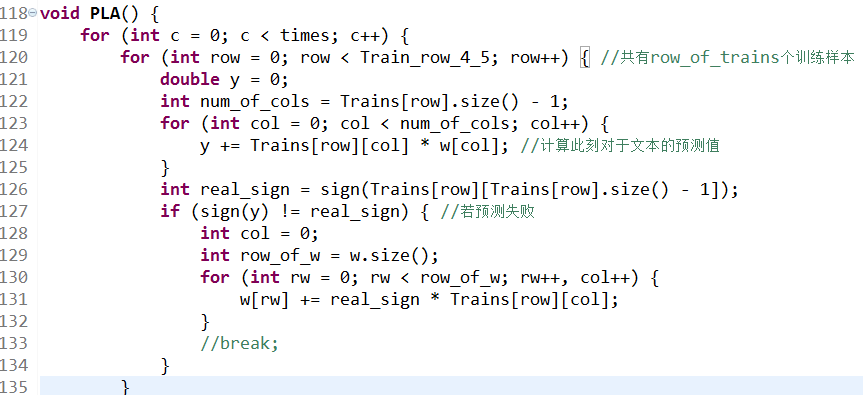 118 void PLA() {
119     for (int c = 0; c < times; c++) {
120         for (int row = 0; row < Train_row_4_5; row++) { //共有row_of_trains个训练样本
121             double y = 0;
122             int num_of_cols = Trains[row].size() - 1;
123             for (int col = 0; col < num_of_cols; col++) {
124                 y += Trains[row][col] * w[col]; //计算此刻对于文本的预测值
125             }
126             int real_sign = sign(Trains[row][Trains[row].size() - 1]);
127             if (sign(y) != real_sign) { //若预测失败
128                 int col = 0;
129                 int row_of_w = w.size();
130                 for (int rw = 0; rw < row_of_w; rw++, col++) {
131                     w[rw] += real_sign * Trains[row][col];
132                 }
133                 //break;
134             }
135         }